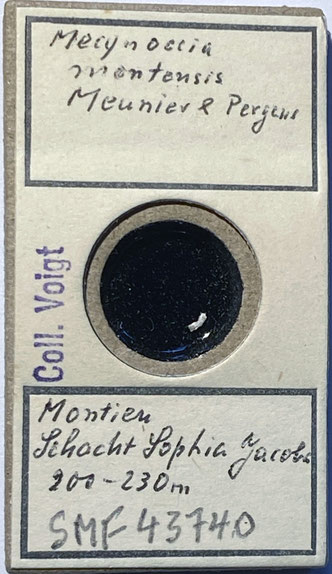 Mecynoecia
montensis
Meunier & Pergens
Coll. Voigt
Montien
Schacht Sophia Jacoba
200-230m
SMF 43740